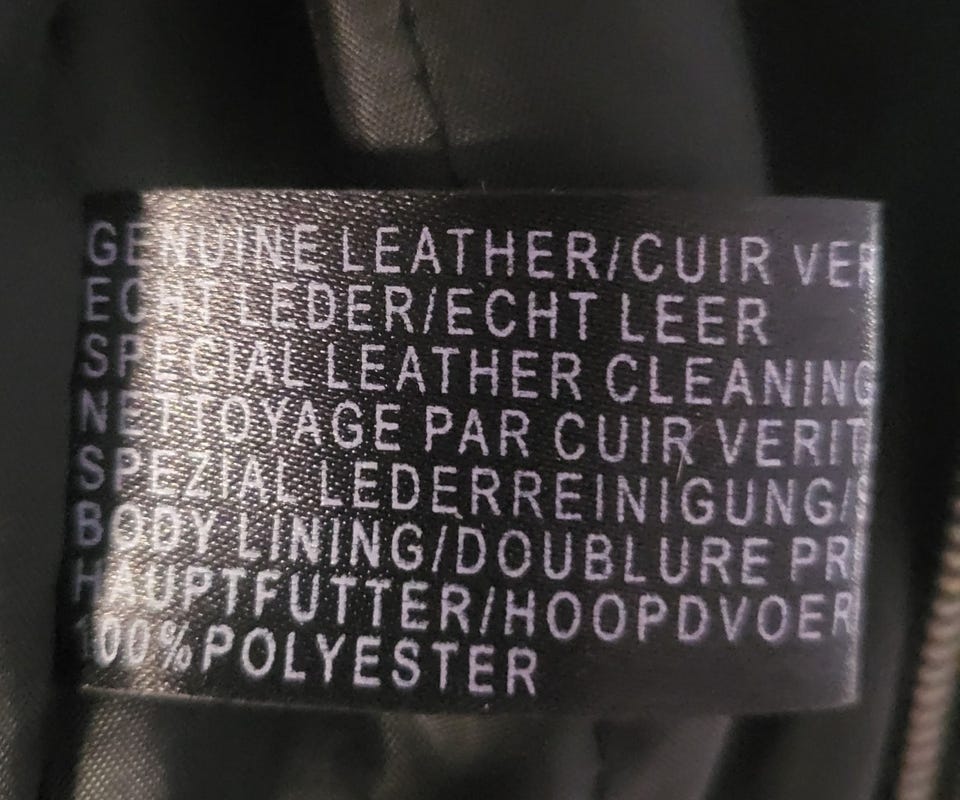 GENUINE LEATHER/CUIR VER
ECHT LEDER/ECHT LEER
SPECIAL LEATHER CLEANING
NETTOYAGE PAR CUIR VERIT
SPEZIAL LEDERREINIGUNG/
BODY LINING/DOUBLURE PR
HAUPTFUTTER/HOOPDVOER
100%POLYESTER